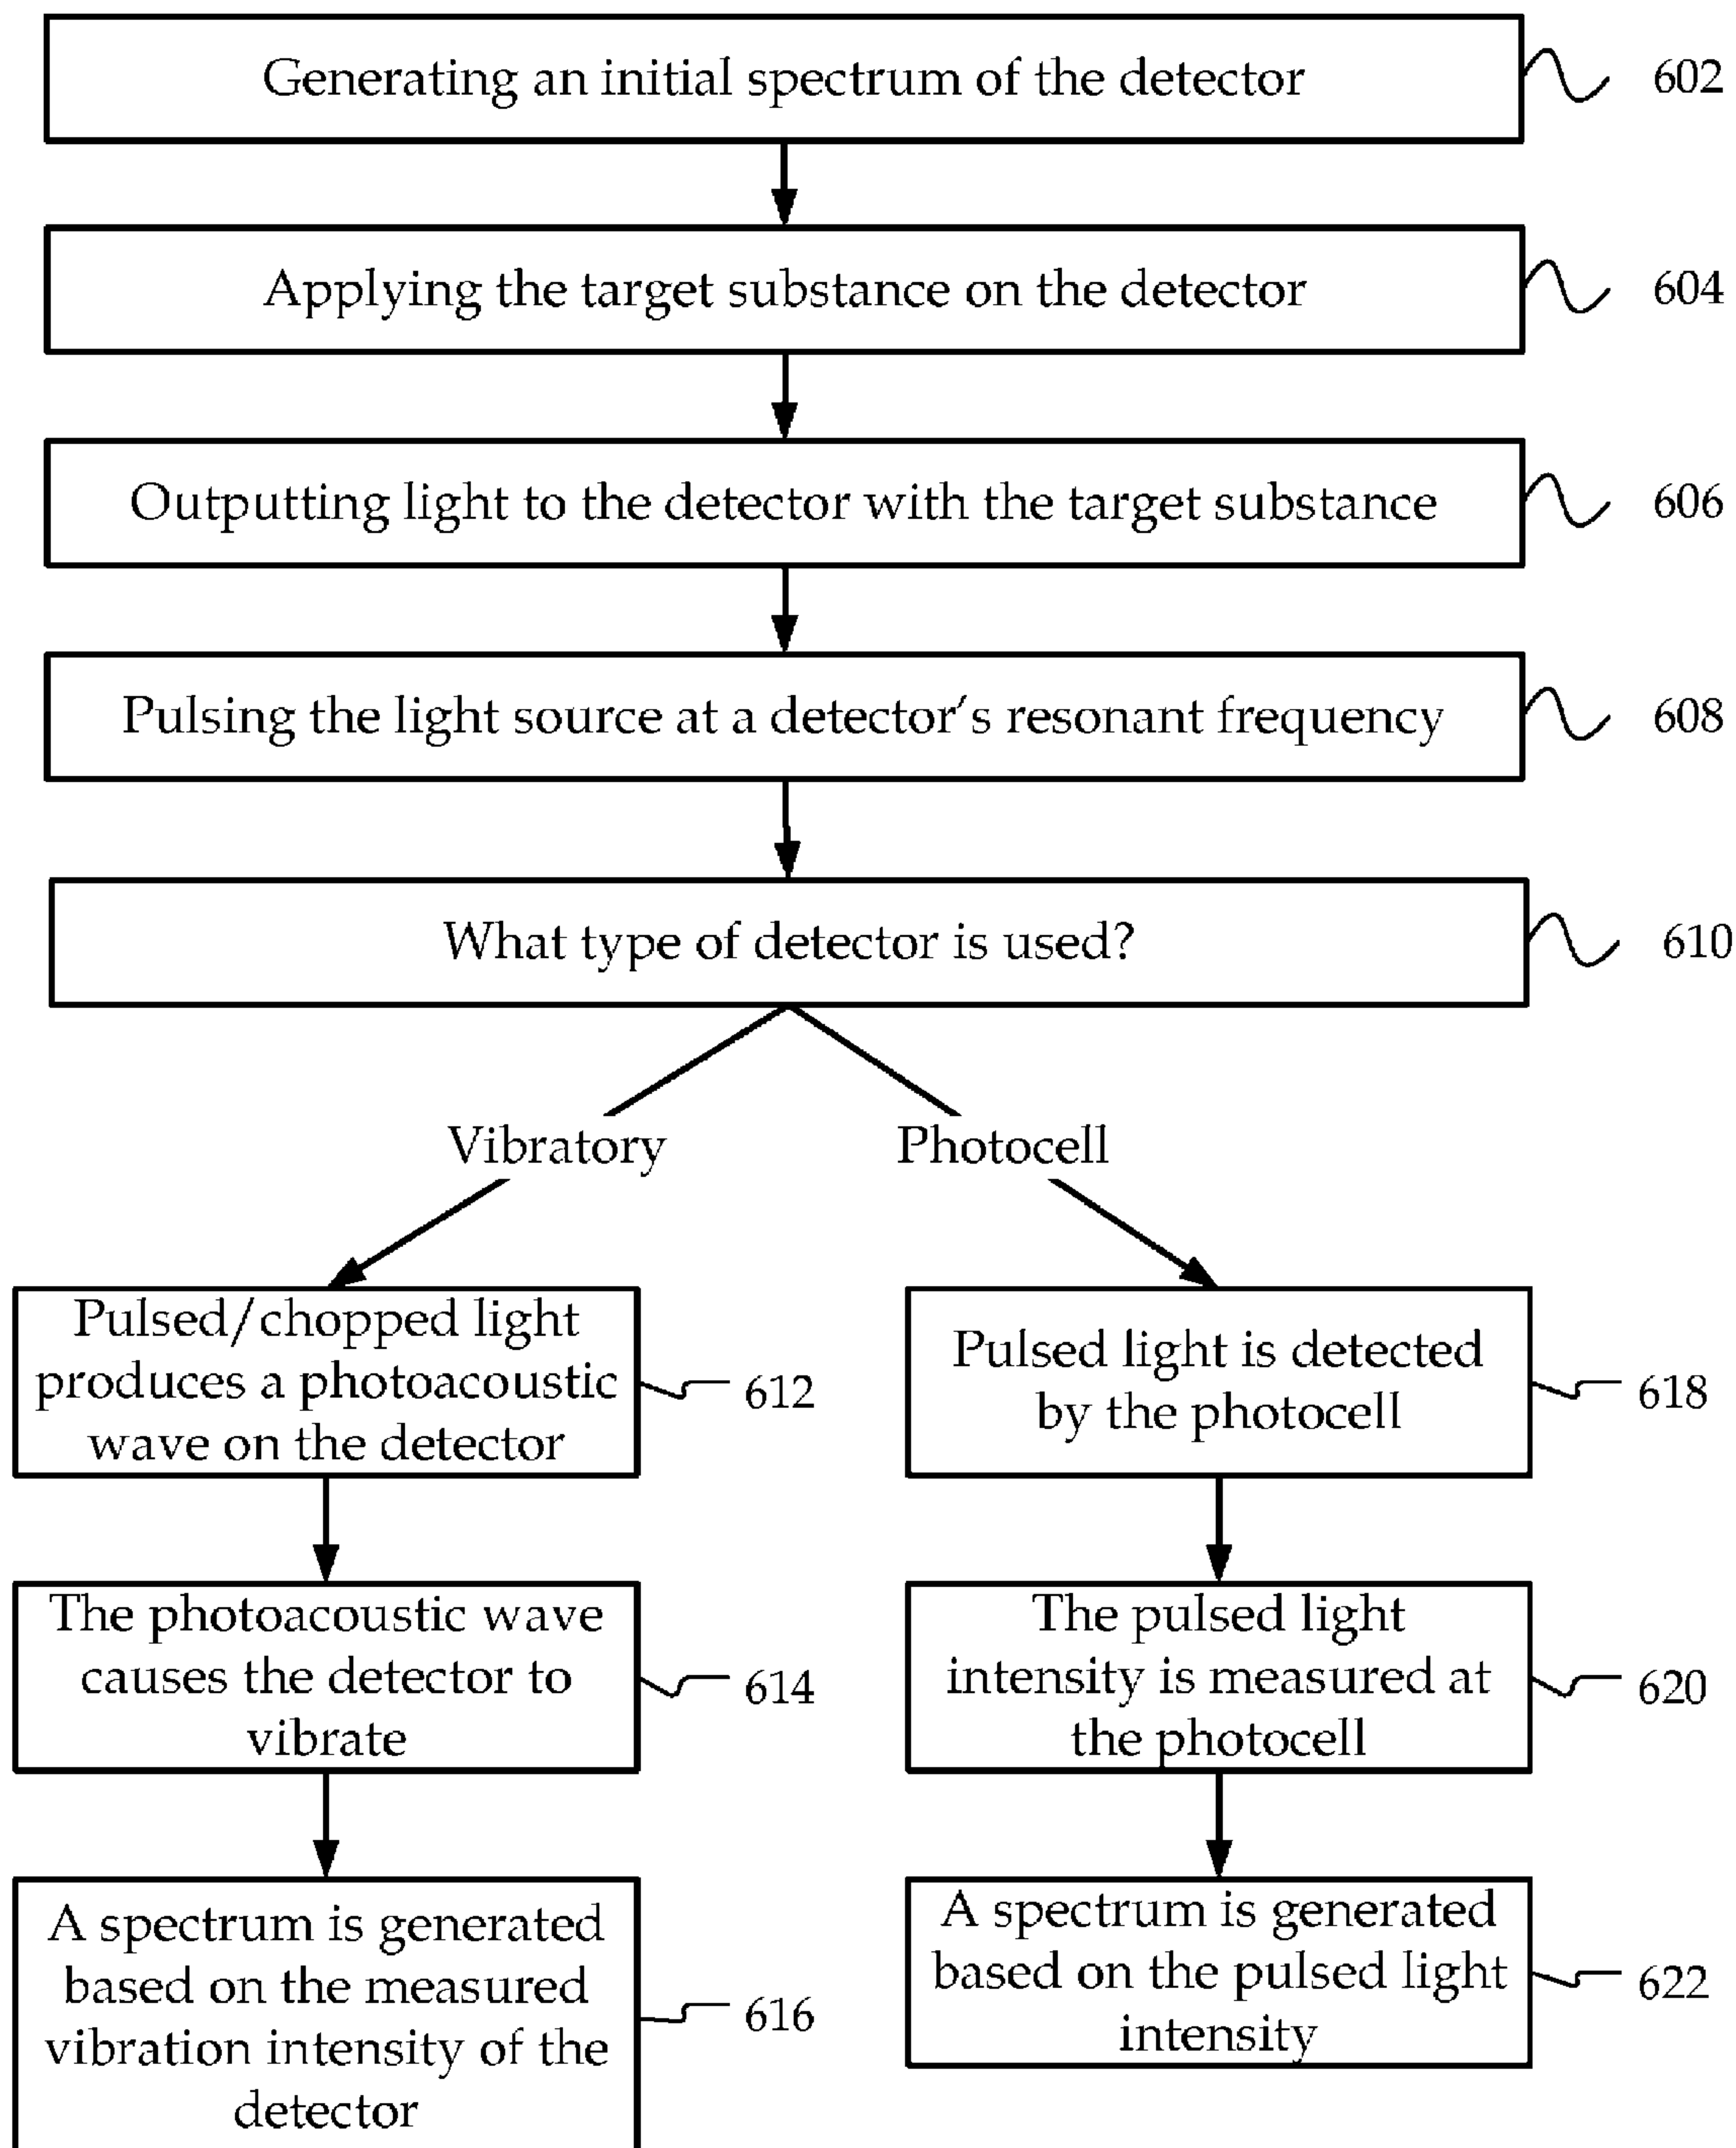 Generating an initial spectrum of the detector
602
Applying the target substance on the detector
604
Outputting light to the detector with the target substance
606
Pulsing the light source at a detector's resonant frequency
608
What type of detector is used?
610
Vibratory
Photocell
Pulsed/chopped light
produces a photoacoustic
wave on the detector
612
The photoacoustic wave
causes the detector to
vibrate
614
A spectrum is generated
based on the measured
vibration intensity of the
detector
616
Pulsed light is detected
by the photocell
618
The pulsed light
intensity is measured at
the photocell
620
A spectrum is generated
based on the pulsed light
intensity
622